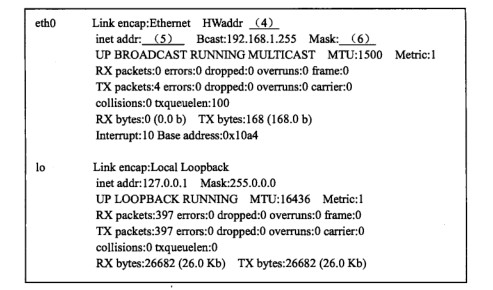 eth0 Link encap:Ethernet HWaddr (4)
inet addr: (5) Bcast:192.168.1.255 Mask: (6)
UP BROADCAST RUNNING MULTICAST MTU:1500 Metric:1
RX packets:0 errors:0 dropped:0 overruns:0 frame:0
TX packets:4 errors:0 dropped:0 overruns:0 carrier:0
collisions:0 txqueuelen:100
RX bytes:0 (0.0 b) TX bytes:168 (168.0 b)
Interrupt:10 Base address:0x10a4
lo Link encap:Local Loopback
inet addr:127.0.0.1 Mask:255.0.0.0
UP LOOPBACK RUNNING MTU:16436 Metric:1
RX packets:397 errors:0 dropped:0 overruns:0 frame:0
TX packets:397 errors:0 dropped:0 overruns:0 carrier:0
collisions:0 txqueuelen:0
RX bytes:26682 (26.0 Kb) TX bytes:26682 (26.0 Kb)